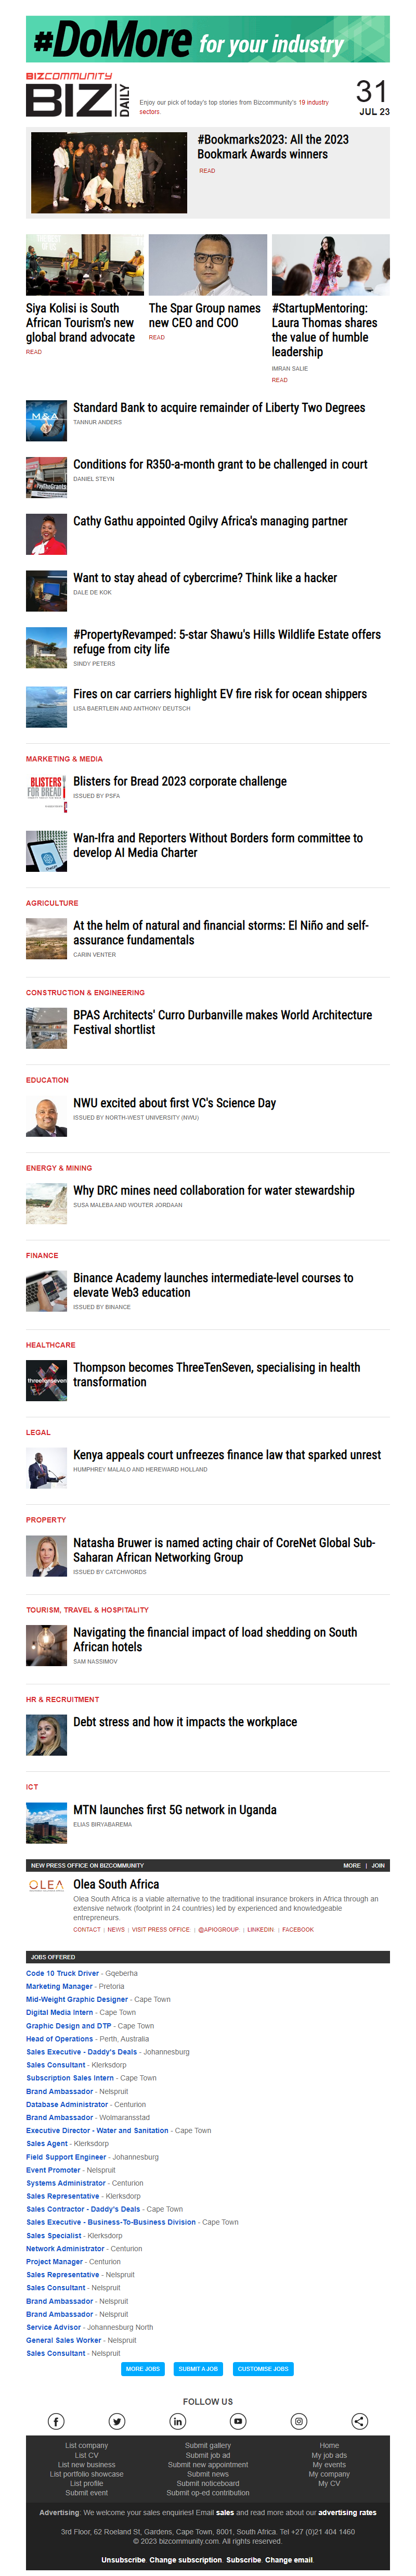 #DoMore for your industry
BIZCOMMUNITY
BIZ DAILY
Enjoy our pick of today's top stories from Bizcommunity's 19 industry
sectors.
31
JUL 23
#Bookmarks2023: All the 2023
Bookmark Awards winners
READ
Siya Kolisi is South
African Tourism's new
global brand advocate
READ
The Spar Group names
new CEO and COO
READ
#StartupMentoring:
Laura Thomas shares
the value of humble
leadership
IMRAN SALIE
READ
M&A
Standard Bank to acquire remainder of Liberty Two Degrees
TANNUR ANDERS
Conditions for R350-a-month grant to be challenged in court
DANIEL STEYN
Cathy Gathu appointed Ogilvy Africa's managing partner
Want to stay ahead of cybercrime? Think like a hacker
DALE DE KOK
#PropertyRevamped: 5-star Shawu's Hills Wildlife Estate offers
refuge from city life
SINDY PETERS
Fires on car carriers highlight EV fire risk for ocean shippers
LISA BAERTLEIN AND ANTHONY DEUTSCH
MARKETING & MEDIA
BLISTERS
FOR BREAD
Blisters for Bread 2023 corporate challenge
ISSUED BY PSFA
Wan-Ifra and Reporters Without Borders form committee to
develop AI Media Charter
AGRICULTURE
At the helm of natural and financial storms: El Niño and self-
assurance fundamentals
CARIN VENTER
CONSTRUCTION & ENGINEERING
BPAS Architects' Curro Durbanville makes World Architecture
Festival shortlist
EDUCATION
NWU excited about first VC's Science Day
ISSUED BY NORTH-WEST UNIVERSITY (NWU)
ENERGY & MINING
Why DRC mines need collaboration for water stewardship
SUSA MALEBA AND WOUTER JORDAAN
FINANCE
Binance Academy launches intermediate-level courses to
elevate Web3 education
ISSUED BY BINANCE
HEALTHCARE
threetenseven
Thompson becomes ThreeTenSeven, specialising in health
transformation
LEGAL
Kenya appeals court unfreezes finance law that sparked unrest
HUMPHREY MALALO AND HEREWARD HOLLAND
PROPERTY
Natasha Bruwer is named acting chair of CoreNet Global Sub-
Saharan African Networking Group
ISSUED BY CATCHWORDS
TOURISM, TRAVEL & HOSPITALITY
Navigating the financial impact of load shedding on South
African hotels
SAM NASSIMOV
HR & RECRUITMENT
Debt stress and how it impacts the workplace
ICT
MTN launches first 5G network in Uganda
ELIAS BIRYABAREMA
NEW PRESS OFFICE ON BIZCOMMUNITY MORE | JOIN
OLEA
Olea South Africa
Olea South Africa is a viable alternative to the traditional insurance brokers in Africa through an
extensive network (footprint in 24 countries) led by experienced and knowledgeable
entrepreneurs.
CONTACT | NEWS | VISIT PRESS OFFICE | @APIOGROUP | LINKEDIN | FACEBOOK
JOBS OFFERED
Code 10 Truck Driver - Gqeberha
Marketing Manager - Pretoria
Mid-Weight Graphic Designer - Cape Town
Digital Media Intern - Cape Town
Graphic Design and DTP - Cape Town
Head of Operations - Perth, Australia
Sales Executive - Daddy's Deals - Johannesburg
Sales Consultant - Klerksdorp
Subscription Sales Intern - Cape Town
Brand Ambassador - Nelspruit
Database Administrator - Centurion
Brand Ambassador - Wolmaransstad
Executive Director - Water and Sanitation - Cape Town
Sales Agent - Klerksdorp
Field Support Engineer - Johannesburg
Event Promoter - Nelspruit
Systems Administrator - Centurion
Sales Representative - Klerksdorp
Sales Contractor - Daddy's Deals - Cape Town
Sales Executive - Business-To-Business Division - Cape Town
Sales Specialist - Klerksdorp
Network Administrator - Centurion
Project Manager - Centurion
Sales Representative - Nelspruit
Sales Consultant - Nelspruit
Brand Ambassador - Nelspruit
Brand Ambassador - Nelspruit
Service Advisor - Johannesburg North
General Sales Worker - Nelspruit
Sales Consultant - Nelspruit
MORE JOBS SUBMIT A JOB CUSTOMISE JOBS
FOLLOW US
List company
List CV
List new business
List portfolio showcase
List profile
Submit event
Submit gallery
Submit job ad
Submit new appointment
Submit news
Submit noticeboard
Submit op-ed contribution
Home
My job ads
My events
My company
My CV
Advertising: We welcome your sales enquiries! Email sales and read more about our advertising rates
3rd Floor, 62 Roeland St, Gardens, Cape Town, 8001, South Africa. Tel +27 (0)21 404 1460
© 2023 bizcommunity.com. All rights reserved.
Unsubscribe Change subscription Subscribe Change email